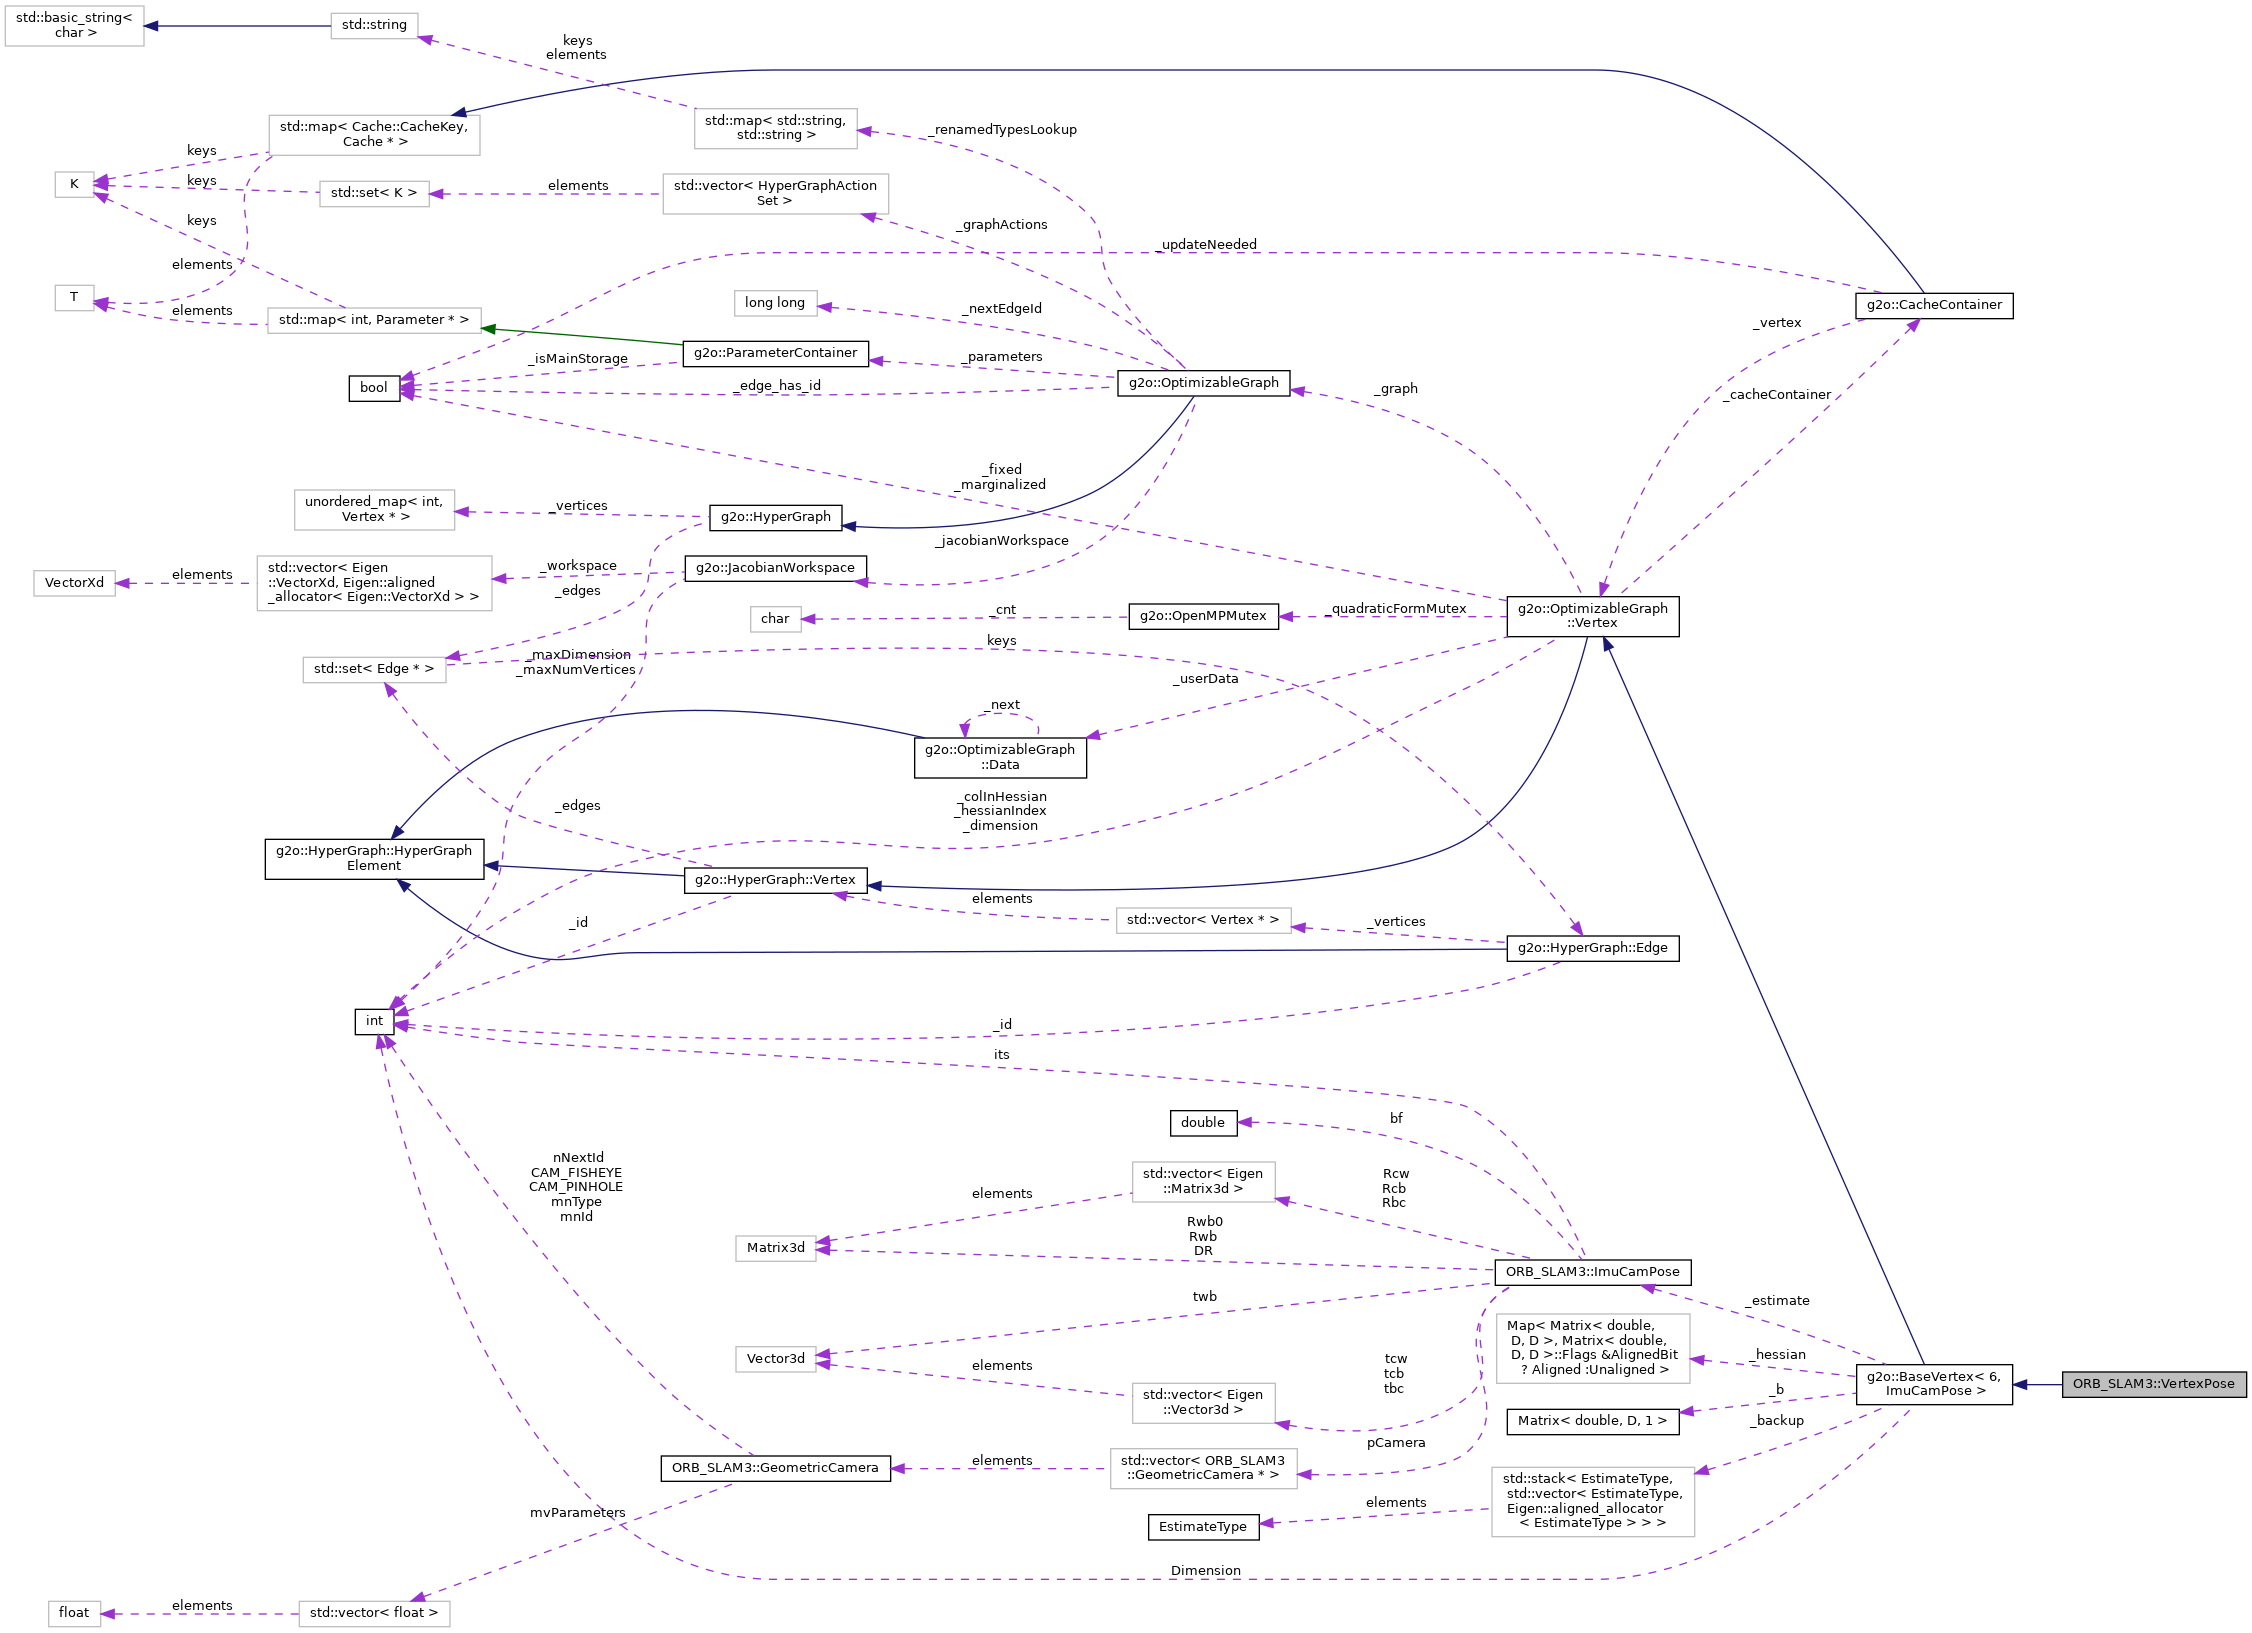 std::basic_string<
char >
std::string
keys
elements
std::map< Cache::CacheKey,
Cache * >
std::map< std::string,
std::string >
_renamedTypesLookup
keys
K
keys
std::set< K >
elements
std::vector< HyperGraphAction
Set >
keys
_graphActions
_updateNeeded
elements
T
elements
std::map< int, Parameter * >
long long
_nextEdgeId
g2o::CacheContainer
_vertex
g2o::ParameterContainer
_isMainStorage
_parameters
bool
_edge_has_id
g2o::OptimizableGraph
_graph
_cacheContainer
_fixed
_marginalized
unordered_map< int,
Vertex * >
_vertices
g2o::HyperGraph
_jacobianWorkspace
VectorXd
elements
std::vector< Eigen
::VectorXd, Eigen::aligned
_allocator< Eigen::VectorXd > >
_workspace
_edges
g2o::JacobianWorkspace
char
_cnt
g2o::OpenMPMutex
_quadraticFormMutex
g2o::OptimizableGraph
::Vertex
keys
std::set< Edge * >
_maxDimension
_maxNumVertices
_userData
_next
g2o::OptimizableGraph
::Data
_edges
_colInHessian
_hessianIndex
_dimension
g2o::HyperGraph::HyperGraph
Element
g2o::HyperGraph::Vertex
elements
std::vector< Vertex * >
_vertices
g2o::HyperGraph::Edge
_id
int
_id
its
double
bf
nNextId
CAM_FISHEYE
CAM_PINHOLE
mnType
mnId
std::vector< Eigen
::Matrix3d >
Rcw
Rcb
Rbc
elements
Matrix3d
Rwb0
Rwb
DR
ORB_SLAM3::ImuCamPose
twb
_estimate
Map< Matrix< double,
D, D >, Matrix< double,
D, D >::Flags &AlignedBit
? Aligned :Unaligned >
_hessian
Vector3d
elements
std::vector< Eigen
::Vector3d >
tcw
tcb
tbc
g2o::BaseVertex< 6,
ImuCamPose >
ORB_SLAM3::VertexPose
_b
Matrix< double, D, 1 >
_backup
pCamera
ORB_SLAM3::GeometricCamera
elements
std::vector< ORB_SLAM3
::GeometricCamera * >
std::stack< EstimateType,
std::vector< EstimateType,
Eigen::aligned_allocator
< EstimateType > > >
elements
EstimateType
mvParameters
Dimension
float
elements
std::vector< float >